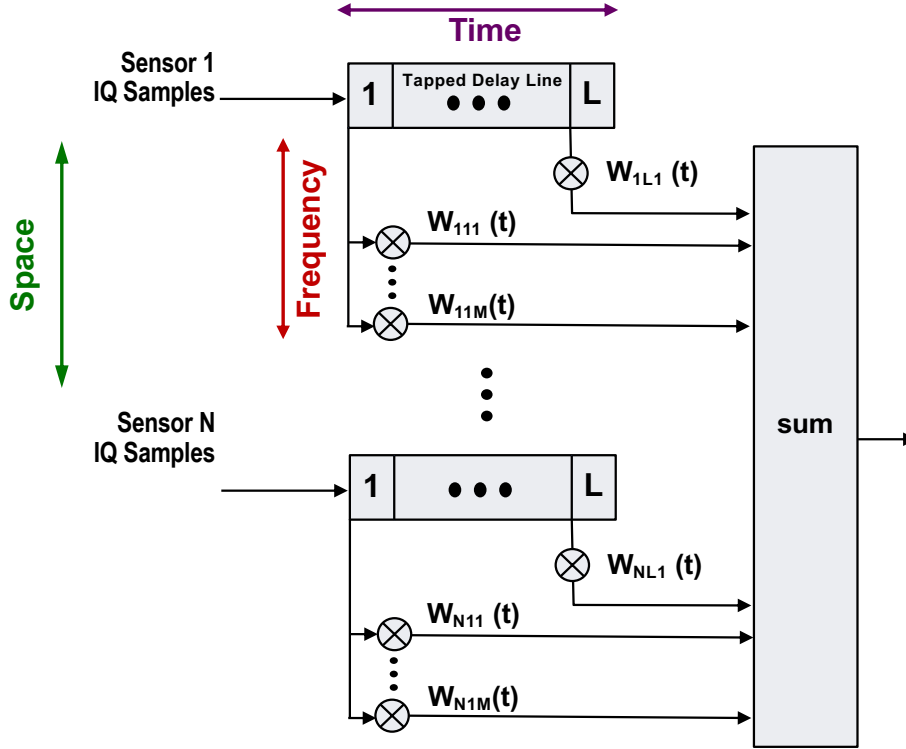 Time
Sensor 1
IQ Samples
1
Tapped Delay Line
L
W1L1 (t)
W111 (t)
Frequency
Space
W11M(t)
Sensor N
IQ Samples
sum
1
L
WNL1 (t)
WN11 (t)
WN1M(t)